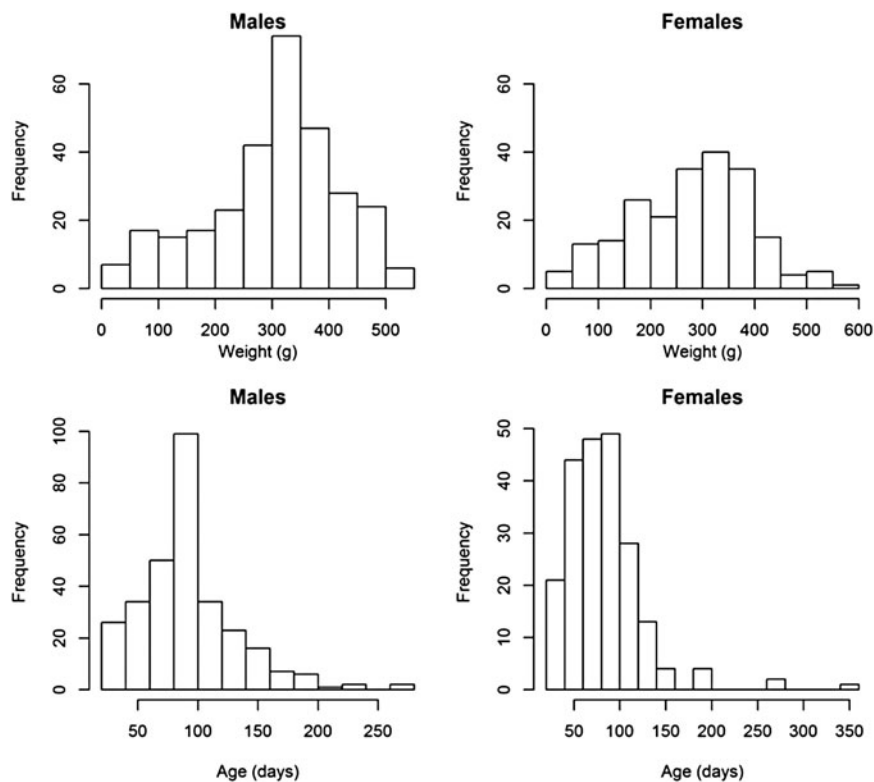 Males
Frequency
0 20 40 60
0 100 200 300 400 500
Weight (g)
Females
Frequency
0 20 40 60
0 100 200 300 400 500 600
Weight (g)
Males
Frequency
0 20 40 60 80 100
50 100 150 200 250
Age (days)
Females
Frequency
0 10 20 30 40 50
50 100 150 200 250 300 350
Age (days)